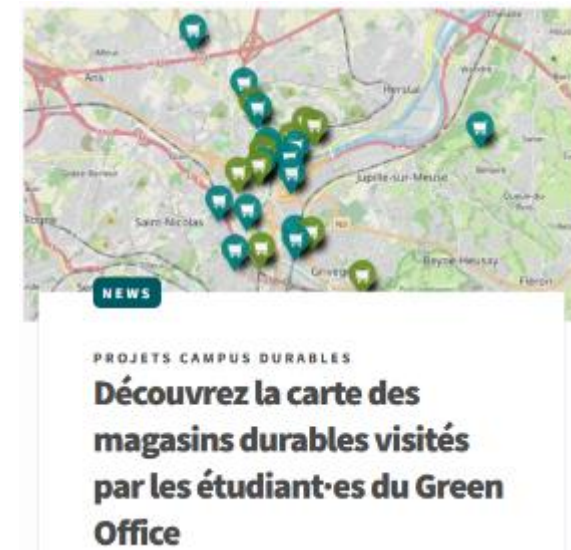 Ans
Herstal
Jupille-sur-Meuse
Saint-Nicolas
Grivegn
Beyne-Heusay
Fléron
NEWS
PROJETS CAMPUS DURABLES
Découvrez la carte des
magasins durables visités
par les étudiant·es du Green
Office